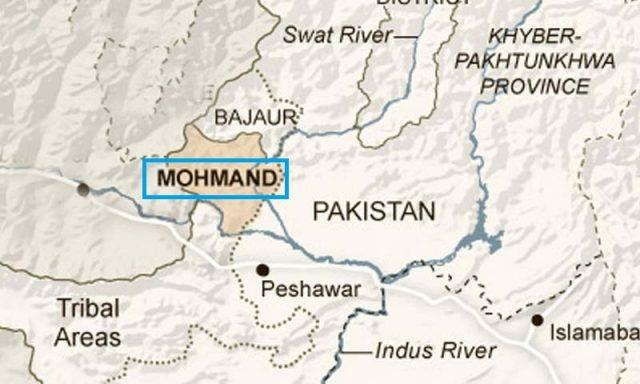 DISTRICT
Swat River
KHYBER-
PAKHTUNKHWA
PROVINCE
BAJAUR
MOHMAND
PAKISTAN
Peshawar
Tribal
Areas
Islamaba
Indus River